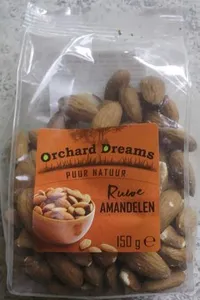 Orchard Dreams
PUUR NATUUR
Ruwe
AMANDELEN
150 g ℮